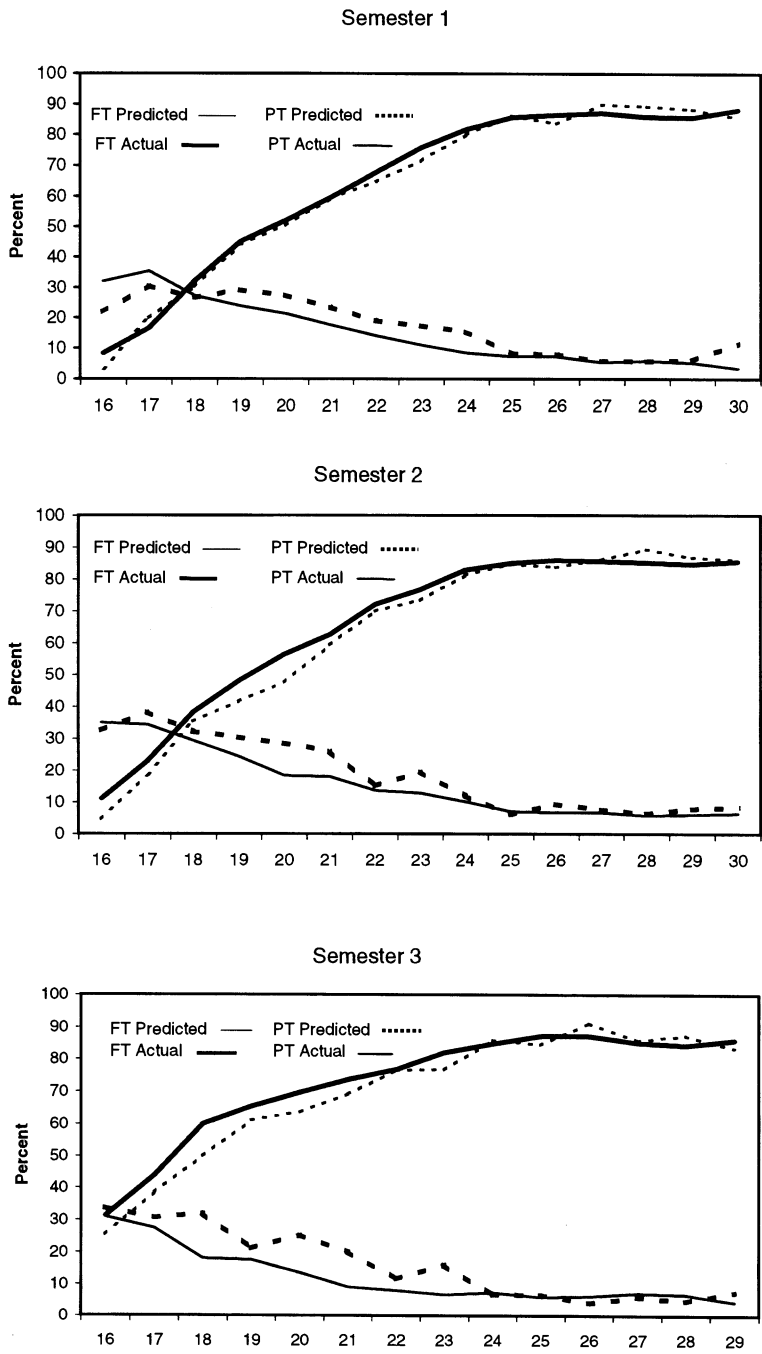 Semester 1
100
90
80
70
60
50
40
30
20
10
0
Percent
FT Predicted PT Predicted
FT Actual PT Actual
16 17 18 19 20 21 22 23 24 25 26 27 28 29 30
Semester 2
100
90
80
70
60
50
40
30
20
10
0
Percent
FT Predicted PT Predicted
FT Actual PT Actual
16 17 18 19 20 21 22 23 24 25 26 27 28 29 30
Semester 3
100
90
80
70
60
50
40
30
20
10
0
Percent
FT Predicted PT Predicted
FT Actual PT Actual
16 17 18 19 20 21 22 23 24 25 26 27 28 29